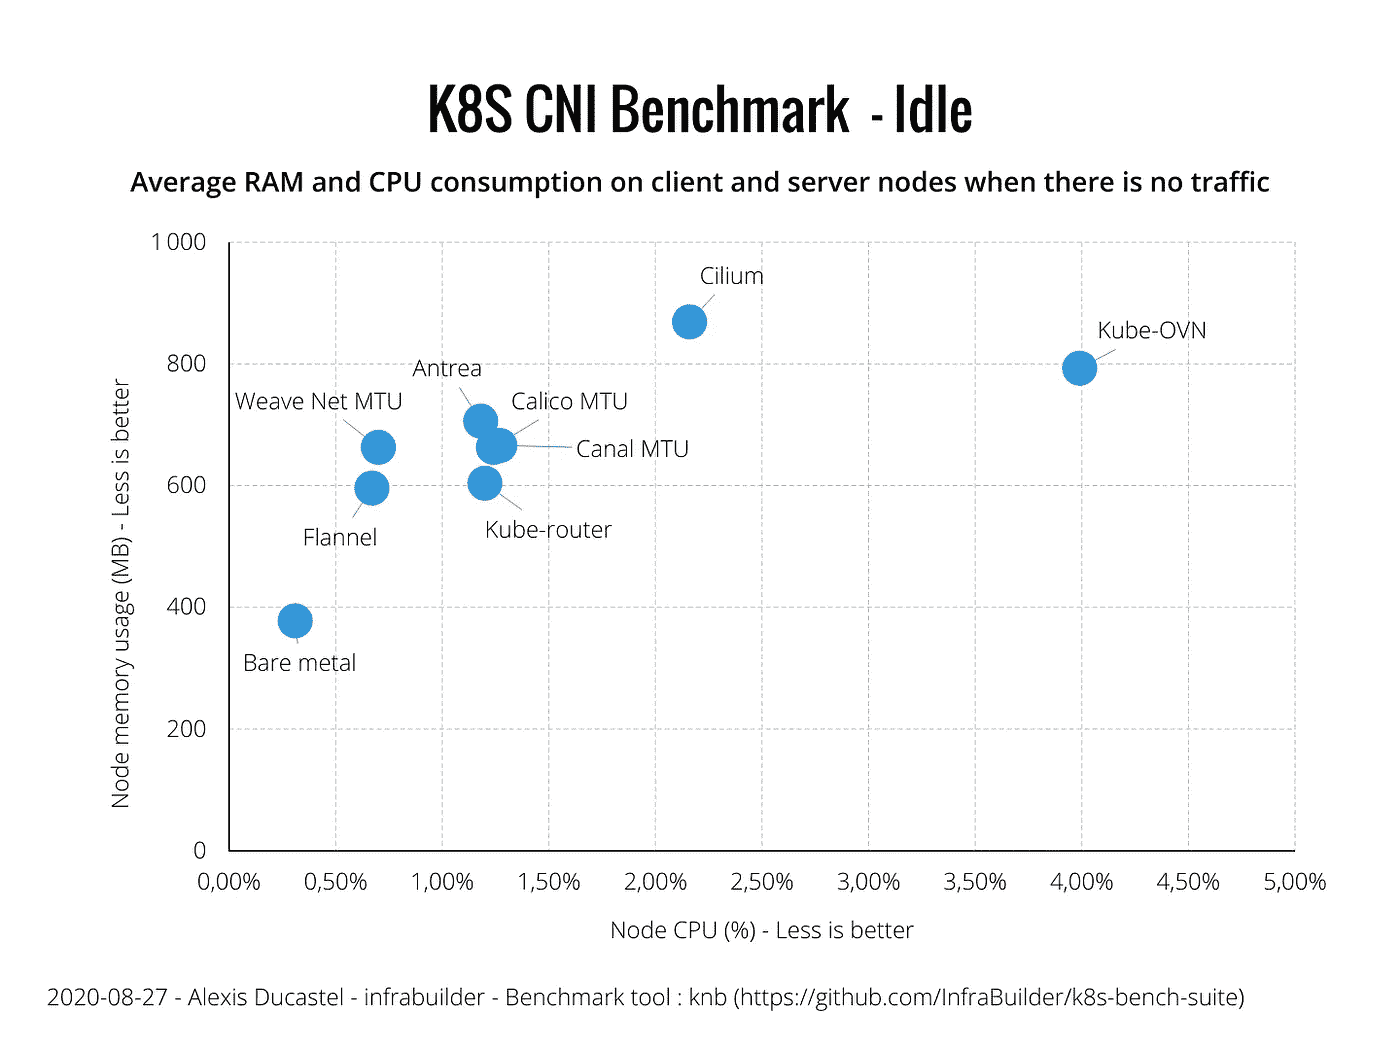 K8S CNI Benchmark - Idle
Average RAM and CPU consumption on client and server nodes when there is no traffic
1 000
800
600
400
200
0
Node memory usage (MB) - Less is better
Cilium
Kube-OVN
Antrea
Weave Net MTU
Calico MTU
Canal MTU
Flannel
Kube-router
Bare metal
0,00% 0,50% 1,00% 1,50% 2,00% 2,50% 3,00% 3,50% 4,00% 4,50% 5,00%
Node CPU (%) - Less is better
2020-08-27 - Alexis Ducastel - infrabuilder - Benchmark tool : knb (https://github.com/InfraBuilder/k8s-bench-suite)